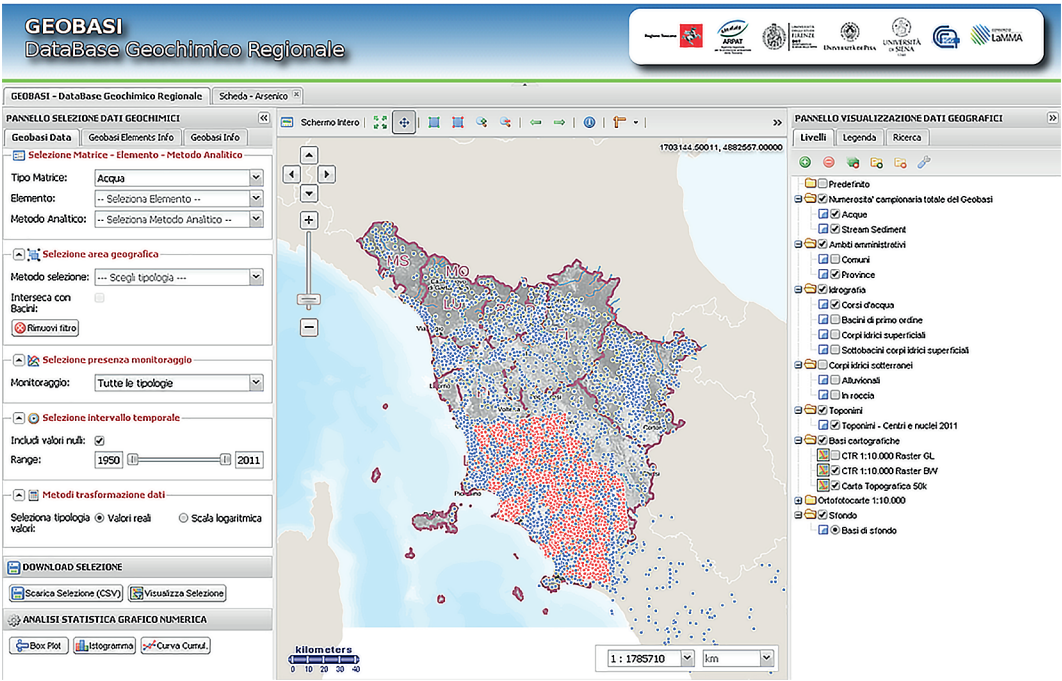 GEOBASI
DataBase Geochimico Regionale
Regione Toscana
ARPAT
UNIVERSITÀ DI PISA
UNIVERSITÀ DI SIENA
LaMMA
GEOBASI - DataBase Geochimico Regionale
Scheda - Arsenico
PANNELLO SELEZIONE DATI GEOCHIMICI
Geobasi Data
Geobasi Elements Info
Geobasi Info
Selezione Matrice - Elemento - Metodo Analitico
Tipo Matrice: Acqua
Elemento: -- Seleziona Elemento --
Metodo Analitico: -- Seleziona Metodo Analitico --
Selezione area geografica
Metodo selezione: --- Scegli tipologia ---
Interseca con
Bacini:
Rimuovi filtro
Selezione presenza monitoraggio
Monitoraggio: Tutte le tipologie
Selezione intervallo temporale
Includi valori nulli:
Range: 1950 2011
Metodi trasformazione dati
Seleziona tipologia Valori reali Scala logaritmica
valori:
DOWNLOAD SELEZIONE
Scarica Selezione (CSV) Visualizza Selezione
ANALISI STATISTICA GRAFICO NUMERICA
Box Plot Istogramma Curva Cumul.
Schermo Intero
1703144.50011, 4882557.00000
MS
MO
LU
kilometers
0 10 20 30 40
1 : 1785710
km
PANNELLO VISUALIZZAZIONE DATI GEOGRAFICI
Livelli Legenda Ricerca
Predefinito
Numerosita' campionaria totale del Geobasi
Acque
Stream Sediment
Ambiti amministrativi
Comuni
Province
Idrografia
Corsi d'acqua
Bacini di primo ordine
Corpi idrici superficiali
Sottobacini corpi idrici superficiali
Corpi idrici sotterranei
Alluvionali
In roccia
Toponimi
Toponimi - Centri e nuclei 2011
Basi cartografiche
CTR 1:10.000 Raster GL
CTR 1:10.000 Raster BW
Carta Topografica 50k
Ortofotocarte 1:10.000
Sfondo
Basi di sfondo